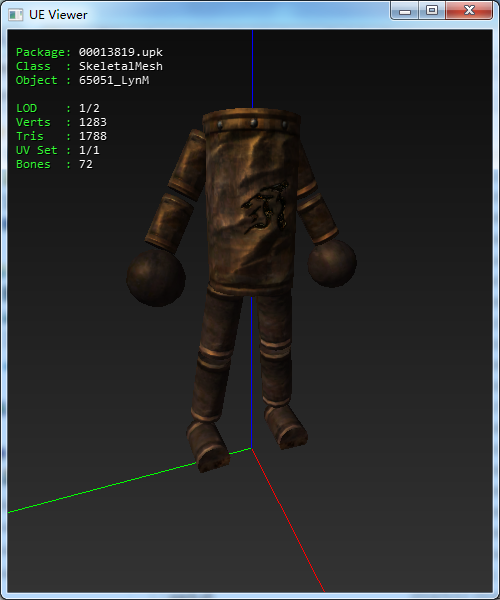 UE Viewer
Package: 00013819.upk
Class : SkeletalMesh
Object : 65051_LynM
LOD : 1/2
Verts : 1283
Tris : 1788
UV Set : 1/1
Bones : 72